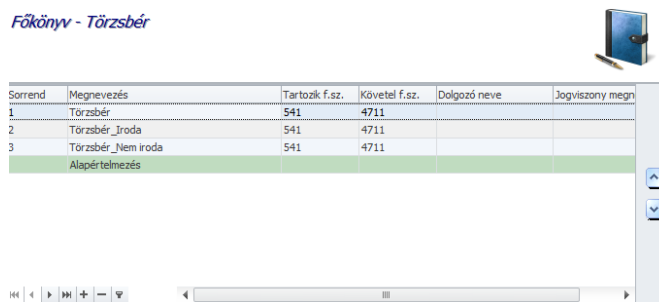 Főkönyv - Törzsbér
Sorrend Megnevezés Tartozik f.sz. Követel f.sz. Dolgozó neve Jogviszony megn
1 Törzsbér 541 4711
2 Törzsbér_Iroda 541 4711
3 Törzsbér_Nem iroda 541 4711
Alapértelmezés